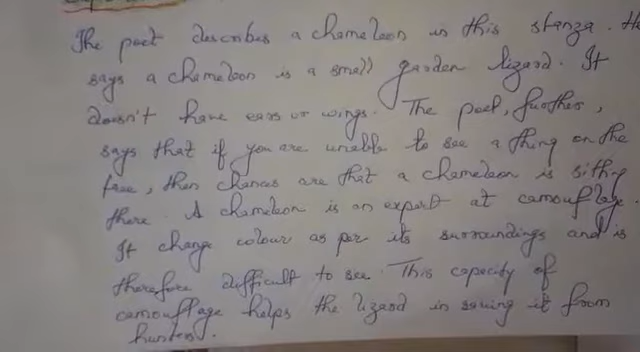 The poet describes a chameleon in this stanza. He
says a chameleon is a small garden lizard. It
doesn't have ears or wings. The poet, further,
says that if you are unable to see a thing on the
tree, then chances are that a chameleon is sitting
there. A chameleon is an expert at camouflage.
It change colour as per its surroundings and is
therefore difficult to see. This capacity of
camouflage helps the lizard in saving it from
hunters.